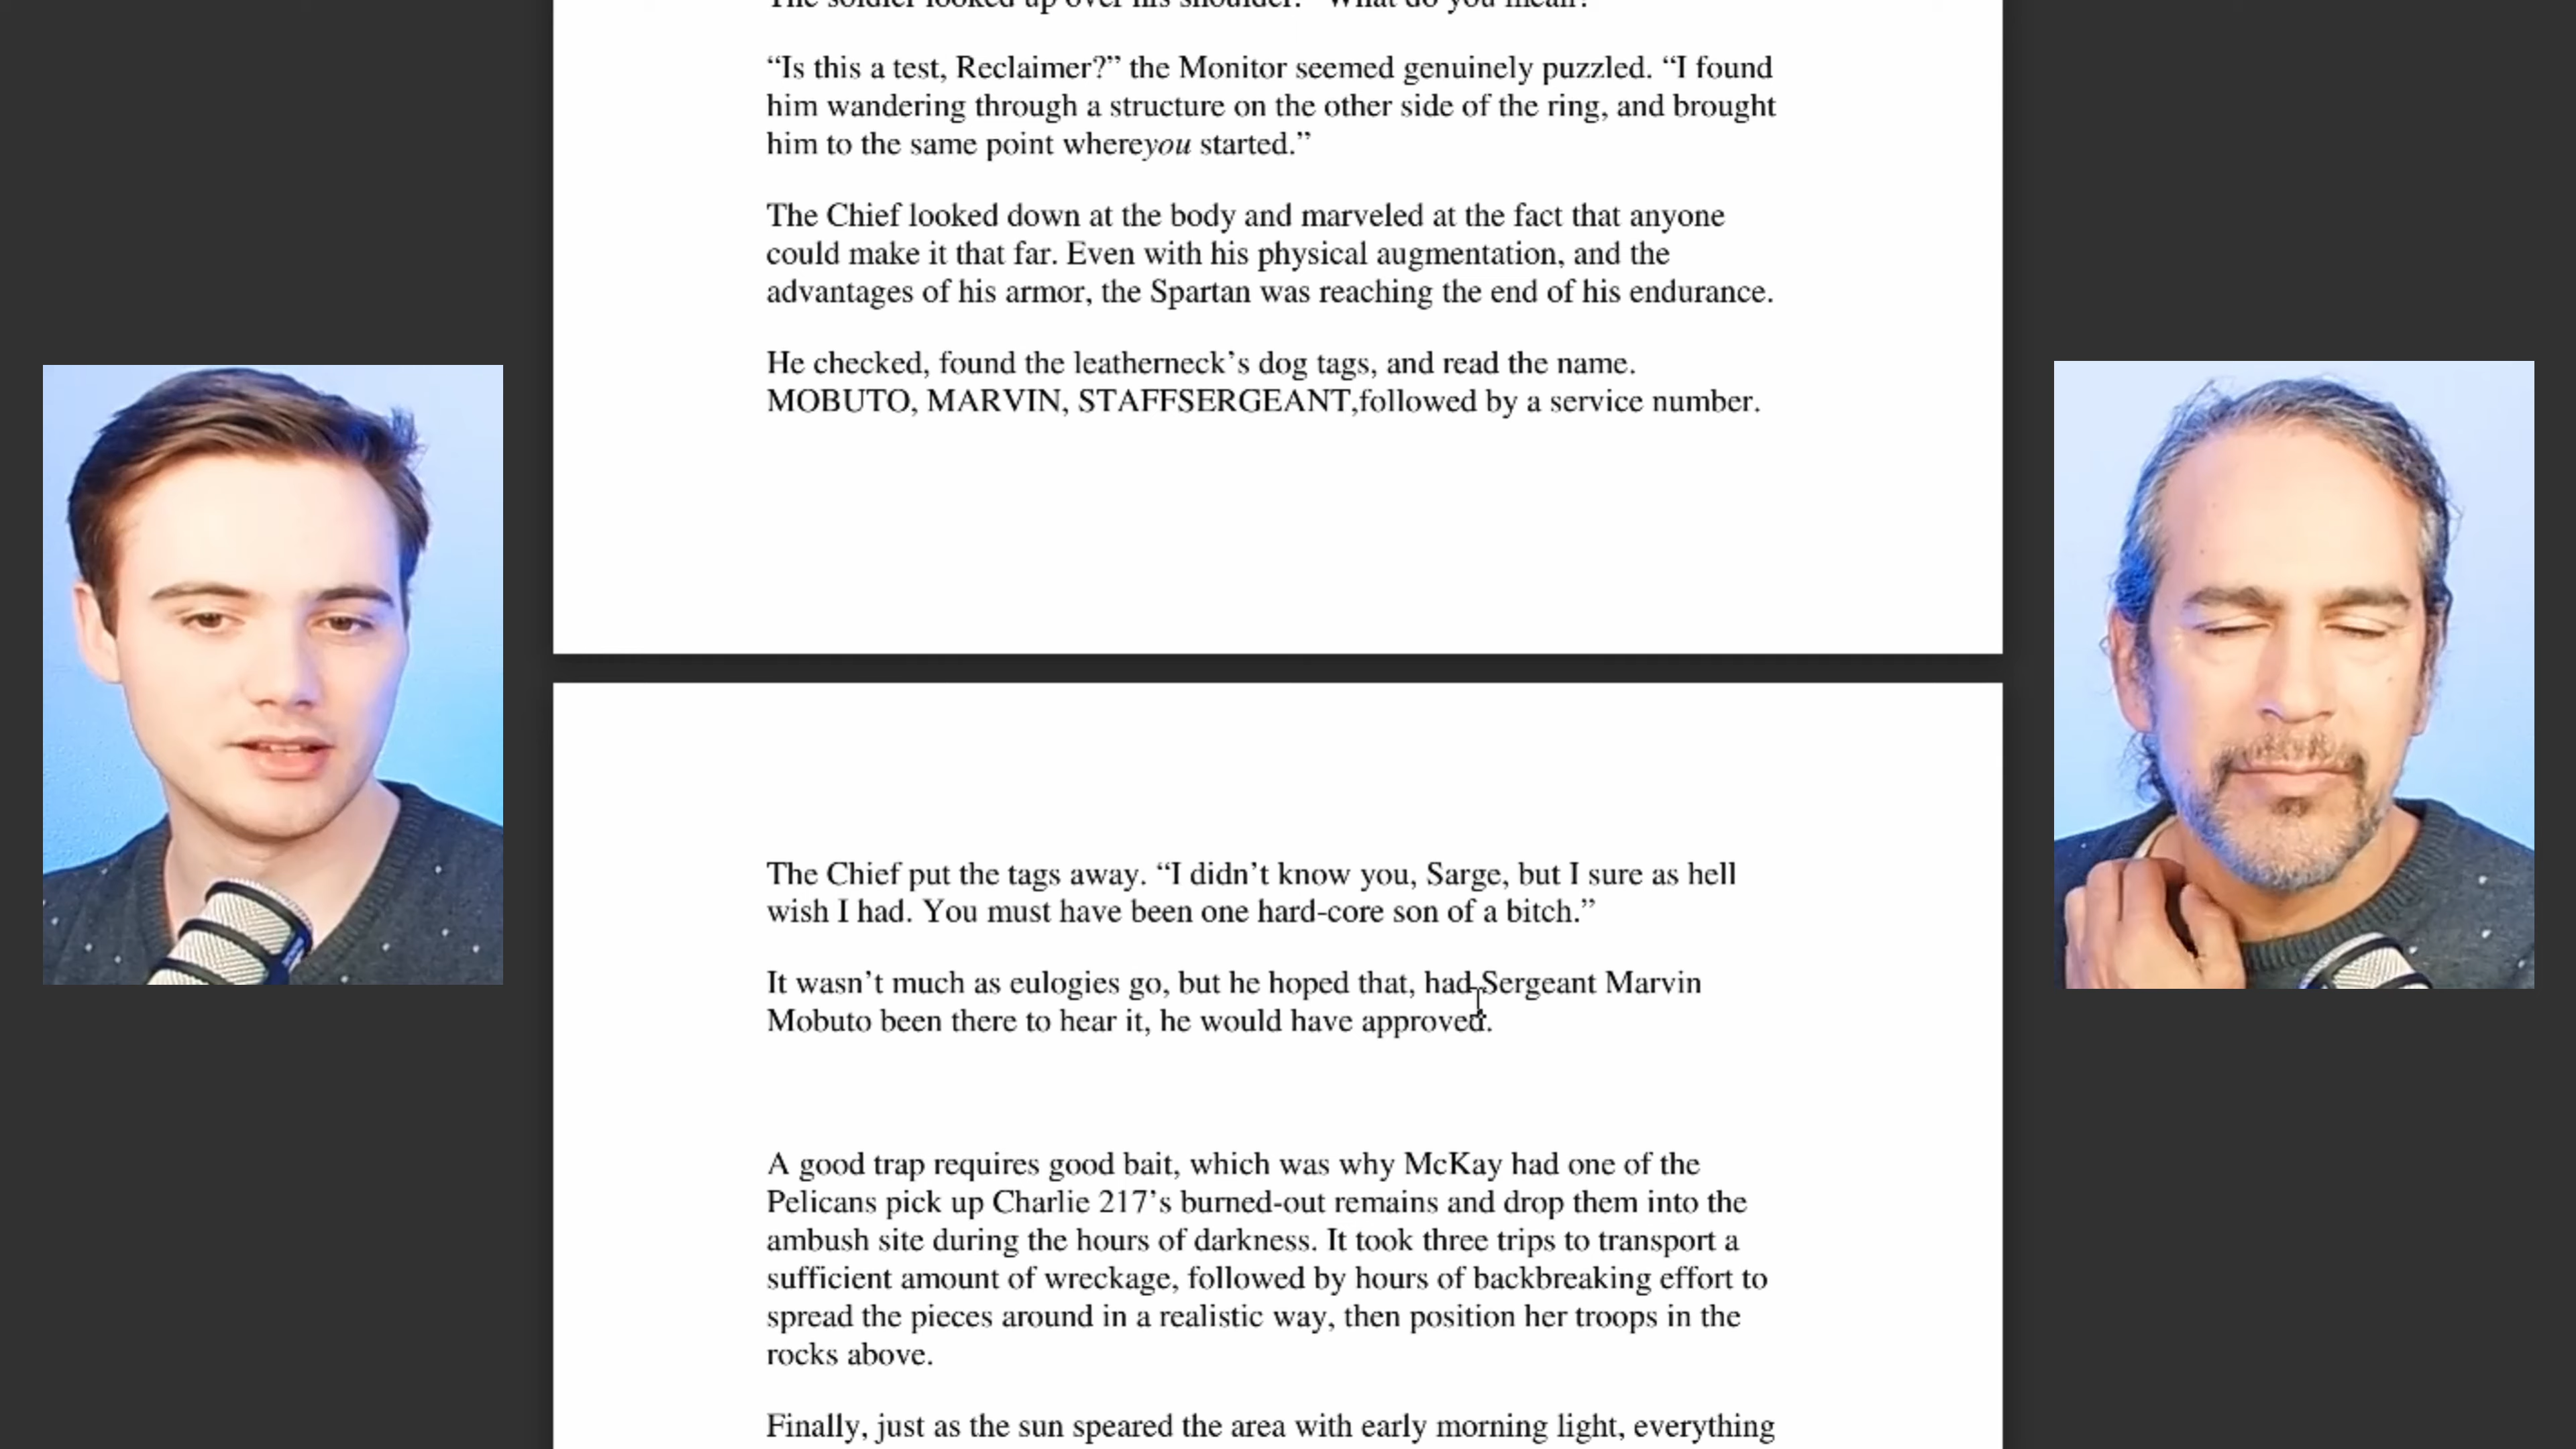 The soldier looked up over his shoulder. “What do you mean?”
“Is this a test, Reclaimer?” the Monitor seemed genuinely puzzled. “I found
him wandering through a structure on the other side of the ring, and brought
him to the same point whereyou started.”
The Chief looked down at the body and marveled at the fact that anyone
could make it that far. Even with his physical augmentation, and the
advantages of his armor, the Spartan was reaching the end of his endurance.
He checked, found the leatherneck’s dog tags, and read the name.
MOBUTO, MARVIN, STAFFSERGEANT,followed by a service number.
The Chief put the tags away. “I didn’t know you, Sarge, but I sure as hell
wish I had. You must have been one hard-core son of a bitch.”
It wasn’t much as eulogies go, but he hoped that, had Sergeant Marvin
Mobuto been there to hear it, he would have approved.
A good trap requires good bait, which was why McKay had one of the
Pelicans pick up Charlie 217’s burned-out remains and drop them into the
ambush site during the hours of darkness. It took three trips to transport a
sufficient amount of wreckage, followed by hours of backbreaking effort to
spread the pieces around in a realistic way, then position her troops in the
rocks above.
Finally, just as the sun speared the area with early morning light, everything